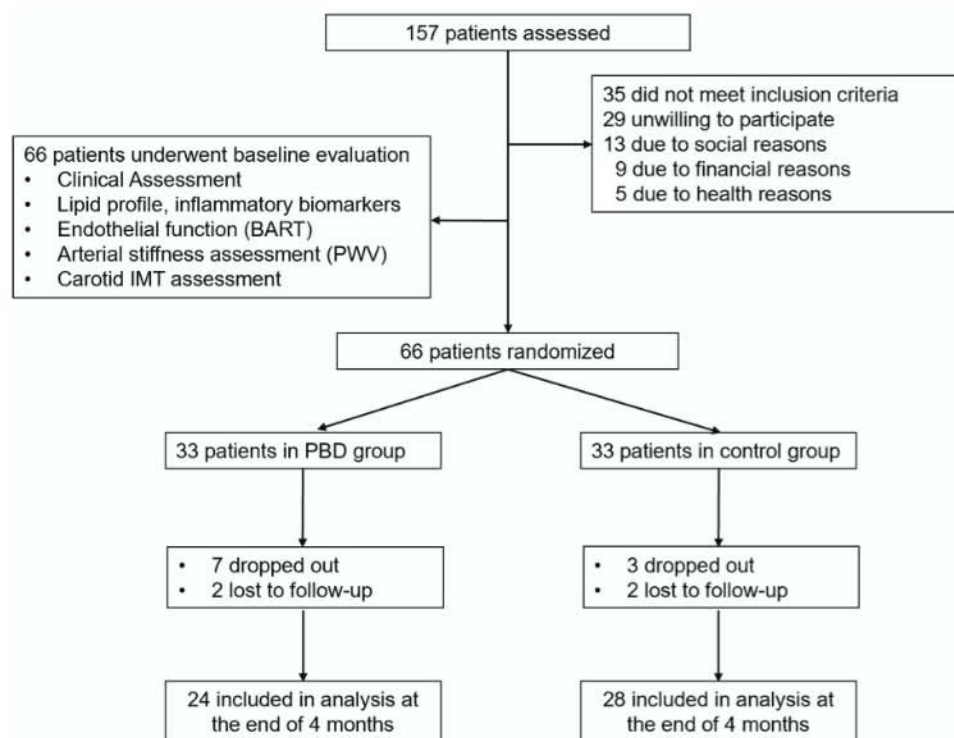 157 patients assessed
35 did not meet inclusion criteria
29 unwilling to participate
13 due to social reasons
9 due to financial reasons
5 due to health reasons
66 patients underwent baseline evaluation
• Clinical Assessment
• Lipid profile, inflammatory biomarkers
• Endothelial function (BART)
• Arterial stiffness assessment (PWV)
• Carotid IMT assessment
66 patients randomized
33 patients in PBD group
33 patients in control group
• 7 dropped out
• 2 lost to follow-up
• 3 dropped out
• 2 lost to follow-up
24 included in analysis at
the end of 4 months
28 included in analysis at
the end of 4 months